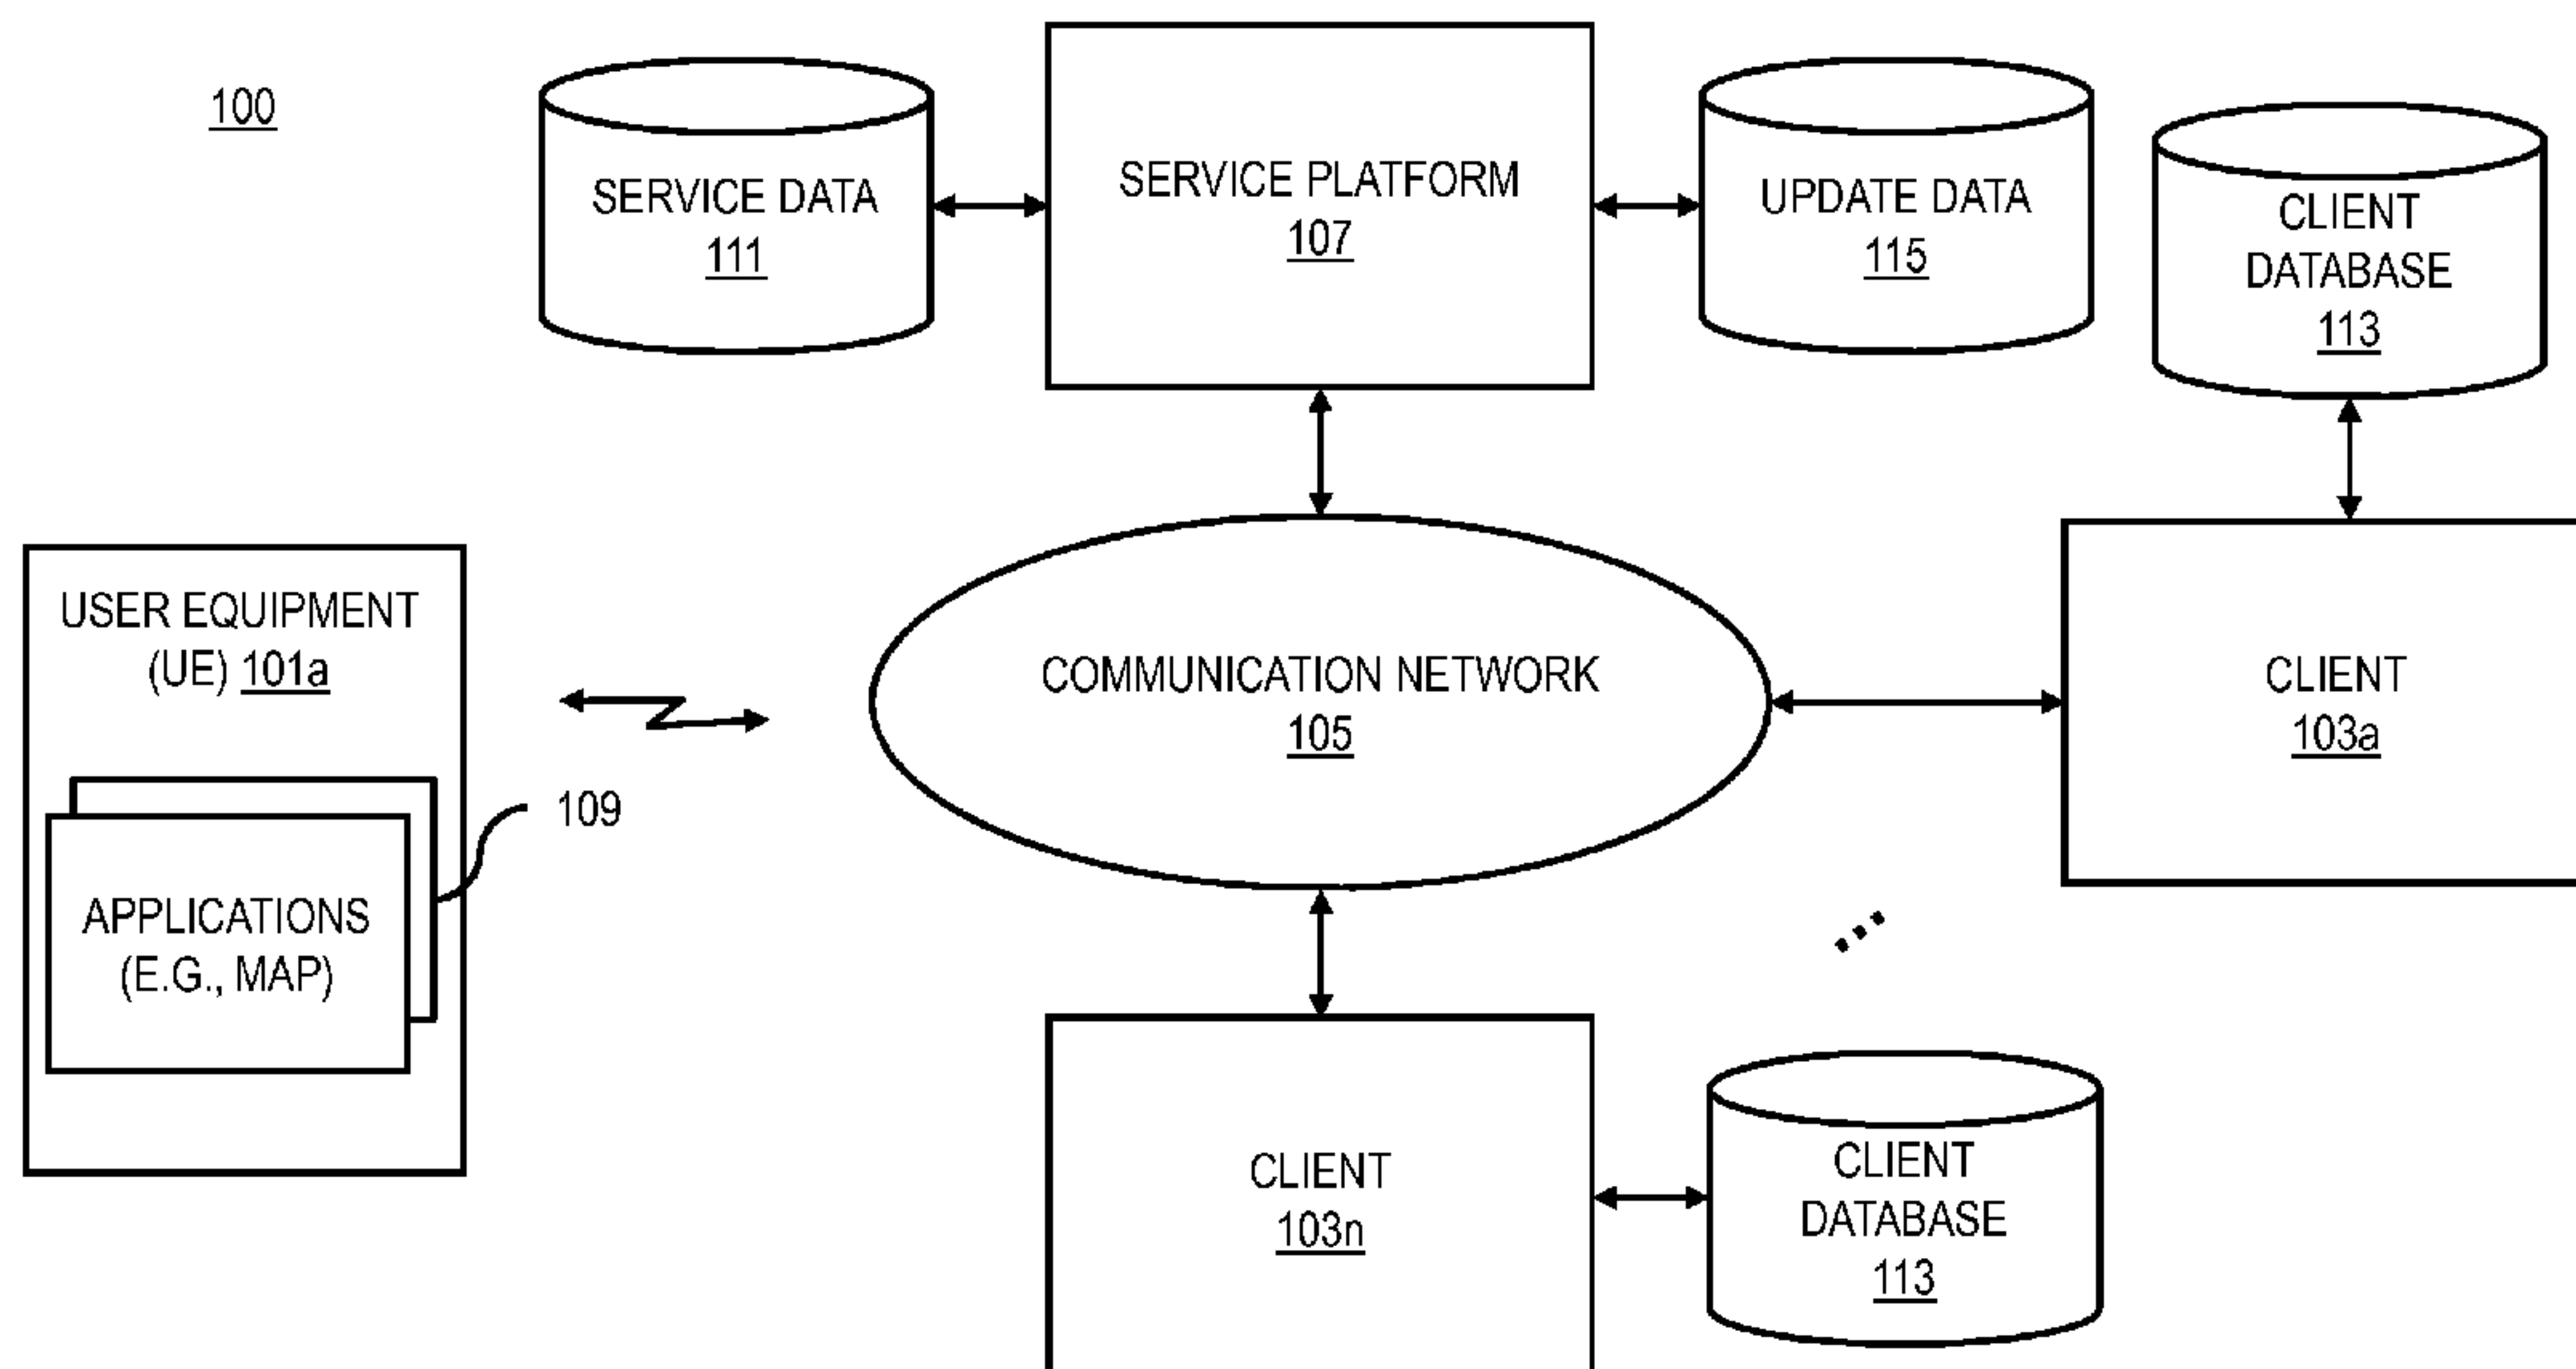 100
SERVICE DATA
111
SERVICE PLATFORM
107
UPDATE DATA
115
CLIENT
DATABASE
113
USER EQUIPMENT
(UE) 101a
APPLICATIONS
(E.G., MAP)
109
COMMUNICATION NETWORK
105
CLIENT
103a
CLIENT
103n
CLIENT
DATABASE
113